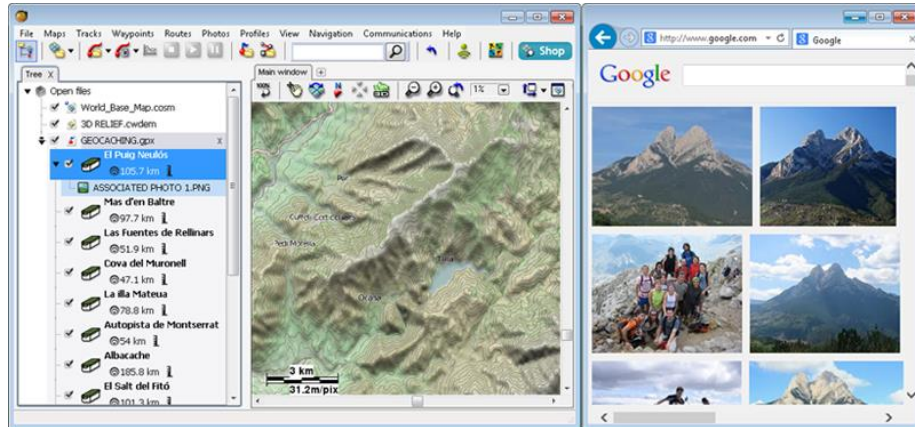 File Maps Tracks Waypoints Routes Photos Profiles View Navigation Communications Help
Shop
Tree X
Open files
World_Base_Map.cosm
3D RELIEF.cwdem
GEOCACHING.gpx x
El Puig Neulós
105.7 km
ASSOCIATED PHOTO 1.PNG
Mas d'en Baltre
97.7 km
Las Fuentes de Rellinars
51.9 km
Cova del Muronell
47.1 km
La illa Mateua
78.8 km
Autopista de Montserrat
54 km
Albacache
185.8 km
El Salt del Fitó
101.3 km
Main window
100%
1%
3 km
31.2m/pix
http://www.google.com
Google
Google